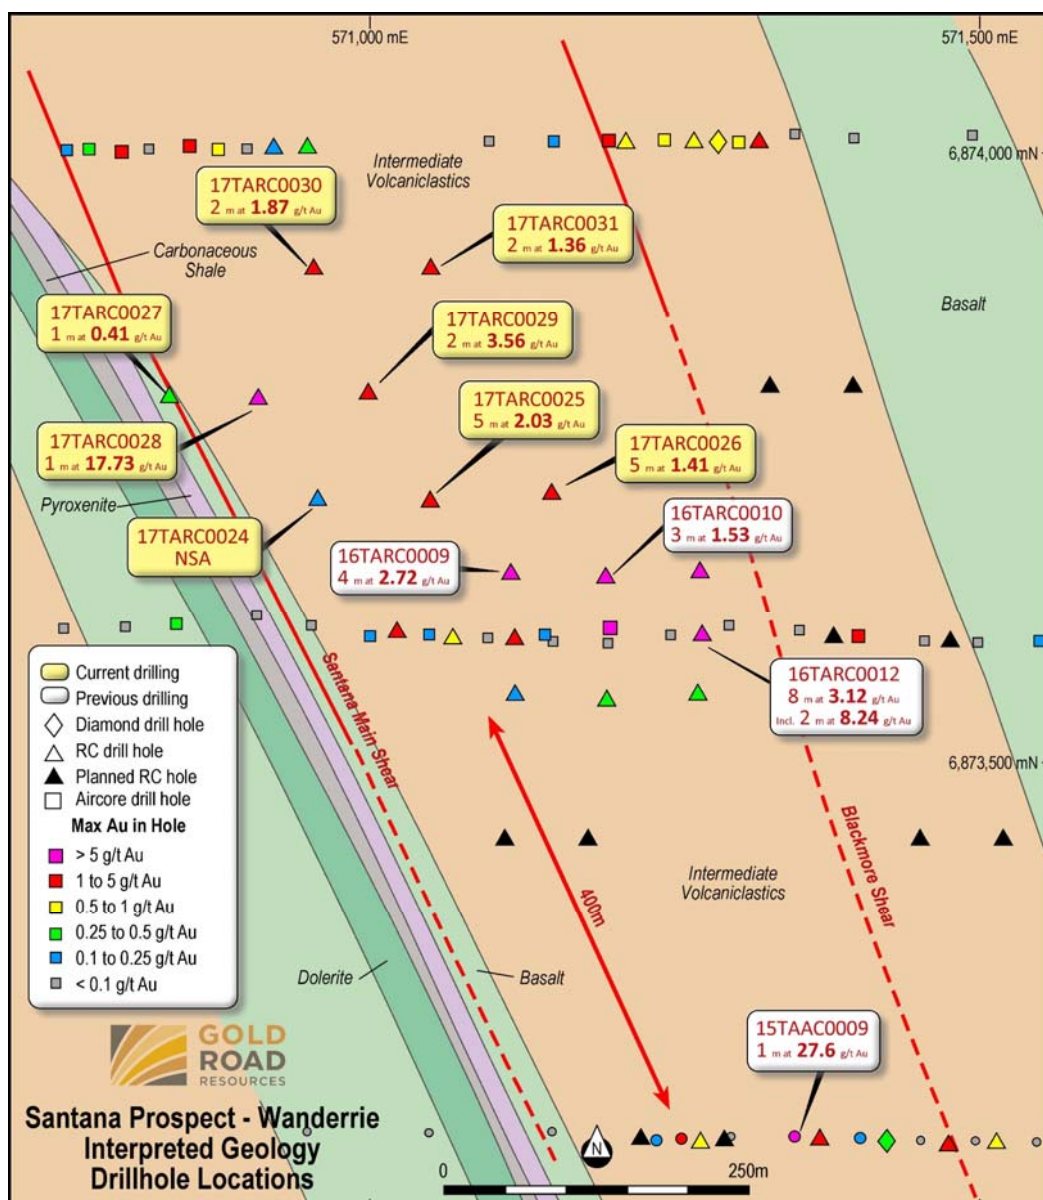 571,000 mE
571,500 mE
6,874,000 mN
Intermediate
Volcaniclastics
17TARC0030
2 m at 1.87 g/t Au
17TARC0031
2 m at 1.36 g/t Au
Carbonaceous
Shale
Basalt
17TARC0027
1 m at 0.41 g/t Au
17TARC0029
2 m at 3.56 g/t Au
17TARC0025
5 m at 2.03 g/t Au
17TARC0028
1 m at 17.73 g/t Au
17TARC0026
5 m at 1.41 g/t Au
Pyroxenite
17TARC0024
NSA
16TARC0010
3 m at 1.53 g/t Au
16TARC0009
4 m at 2.72 g/t Au
16TARC0012
8 m at 3.12 g/t Au
Incl. 2 m at 8.24 g/t Au
Santana Main Shear
6,873,500 mN
Current drilling
Previous drilling
Diamond drill hole
RC drill hole
Planned RC hole
Aircore drill hole
Max Au in Hole
> 5 g/t Au
1 to 5 g/t Au
0.5 to 1 g/t Au
0.25 to 0.5 g/t Au
0.1 to 0.25 g/t Au
< 0.1 g/t Au
Blackmore Shear
Intermediate
Volcaniclastics
400m
Dolerite
Basalt
15TAAC0009
1 m at 27.6 g/t Au
GOLD
ROAD
RESOURCES
Santana Prospect - Wanderrie
Interpreted Geology
Drillhole Locations
N
0
250m